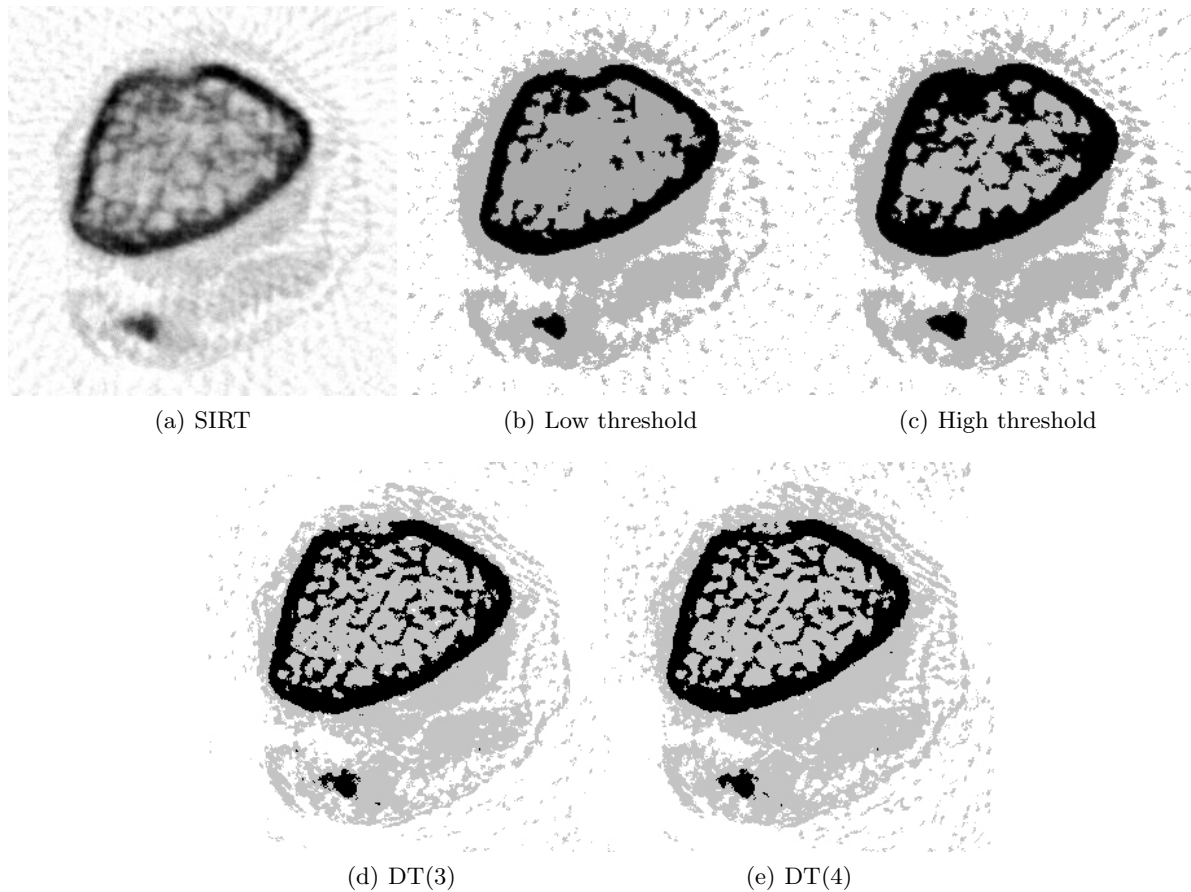 (a) SIRT
(b) Low threshold
(c) High threshold
(d) DT(3)
(e) DT(4)